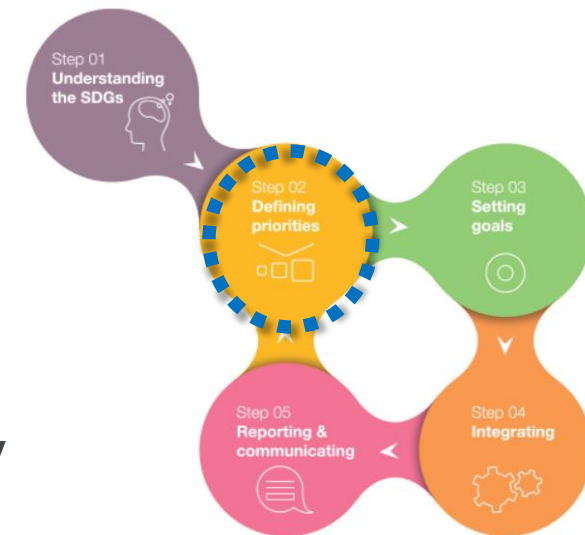 Step 01
Understanding
the SDGs
Step 02
Defining
priorities
Step 03
Setting
goals
Step 04
Integrating
Step 05
Reporting &
communicating